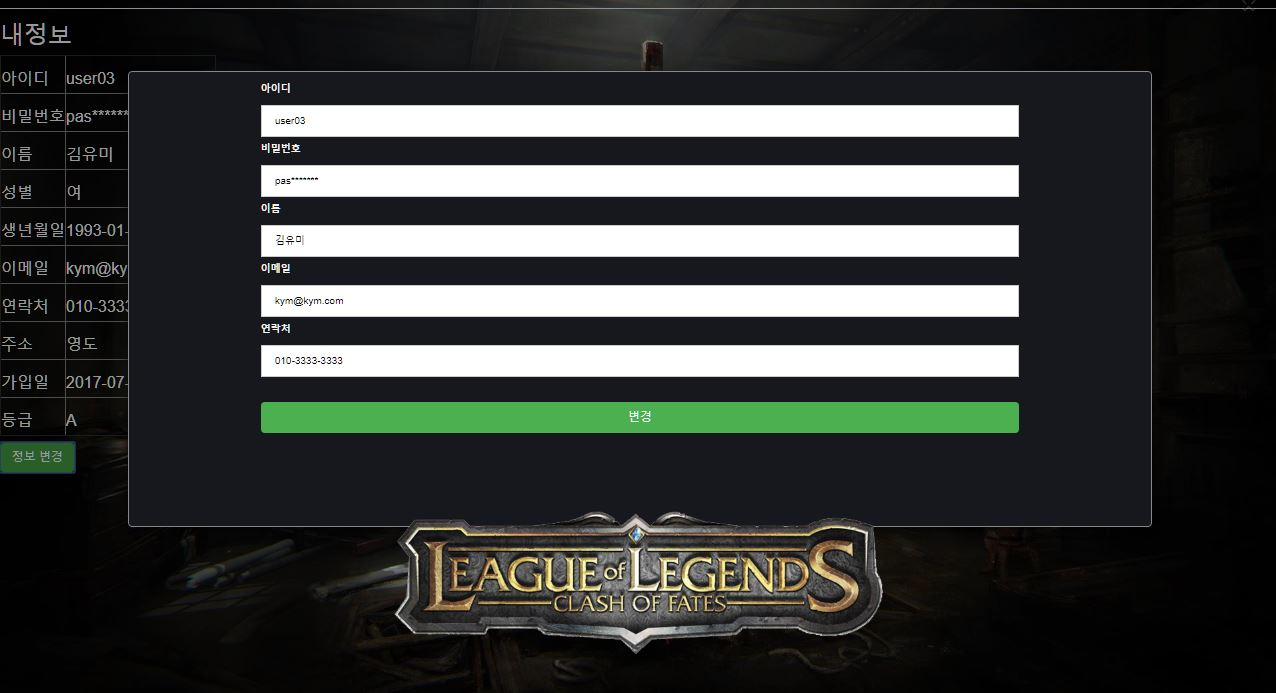 내정보
아이디 user03
비밀번호 pas******
이름 김유미
성별 여
생년월일 1993-01-
이메일 kym@ky
연락처 010-333
주소 영도
가입일 2017-07-
등급 A
정보 변경
아이디
user03
비밀번호
pas*******
이름
김유미
이메일
kym@kym.com
연락처
010-3333-3333
변경
LEAGUE of LEGENDS
CLASH OF FATES